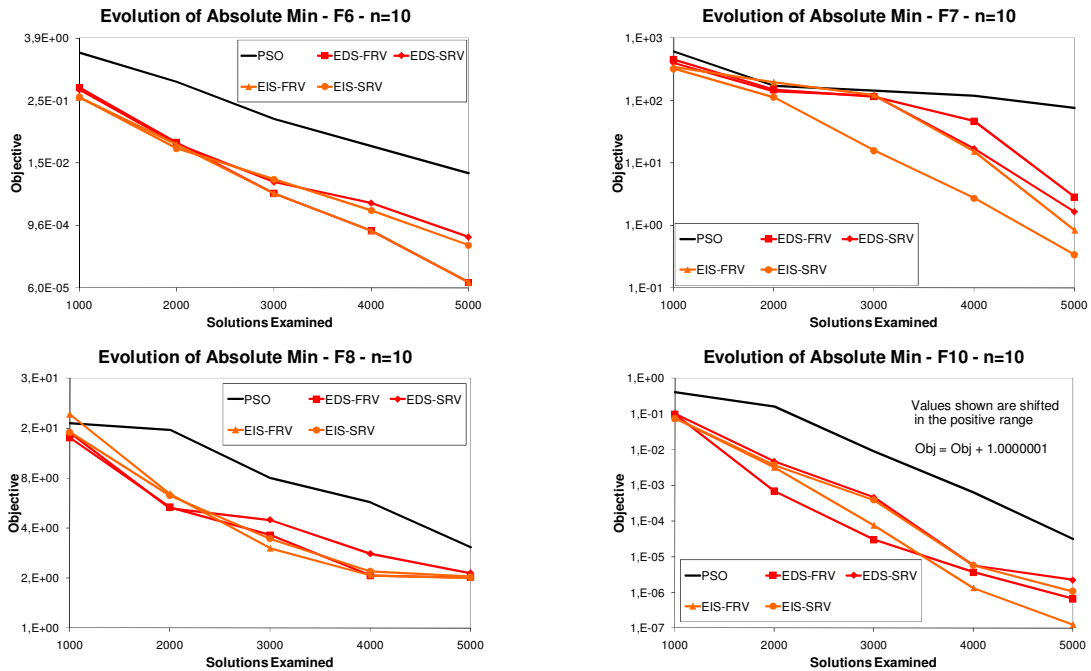 Evolution of Absolute Min - F6 - n=10
3,9E+00
2,5E-01
1,5E-02
9,6E-04
6,0E-05
Objective
1000 2000 3000 4000 5000
Solutions Examined
PSO EDS-FRV EDS-SRV
EIS-FRV EIS-SRV
Evolution of Absolute Min - F7 - n=10
1,E+03
1,E+02
1,E+01
1,E+00
1,E-01
Objective
1000 2000 3000 4000 5000
Solutions Examined
PSO EDS-FRV EDS-SRV
EIS-FRV EIS-SRV
Evolution of Absolute Min - F8 - n=10
3,E+01
2,E+01
8,E+00
4,E+00
2,E+00
1,E+00
Objective
1000 2000 3000 4000 5000
Solutions Examined
PSO EDS-FRV EDS-SRV
EIS-FRV EIS-SRV
Evolution of Absolute Min - F10 - n=10
1,E+00
1,E-01
1,E-02
1,E-03
1,E-04
1,E-05
1,E-06
1,E-07
Objective
1000 2000 3000 4000 5000
Solutions Examined
Values shown are shifted
in the positive range
Obj = Obj + 1.0000001
PSO EDS-FRV EDS-SRV
EIS-FRV EIS-SRV